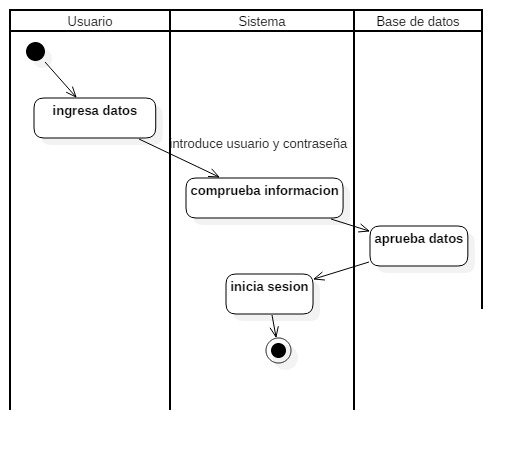 Usuario
Sistema
Base de datos
ingresa datos
introduce usuario y contraseña
comprueba informacion
aprueba datos
inicia sesion